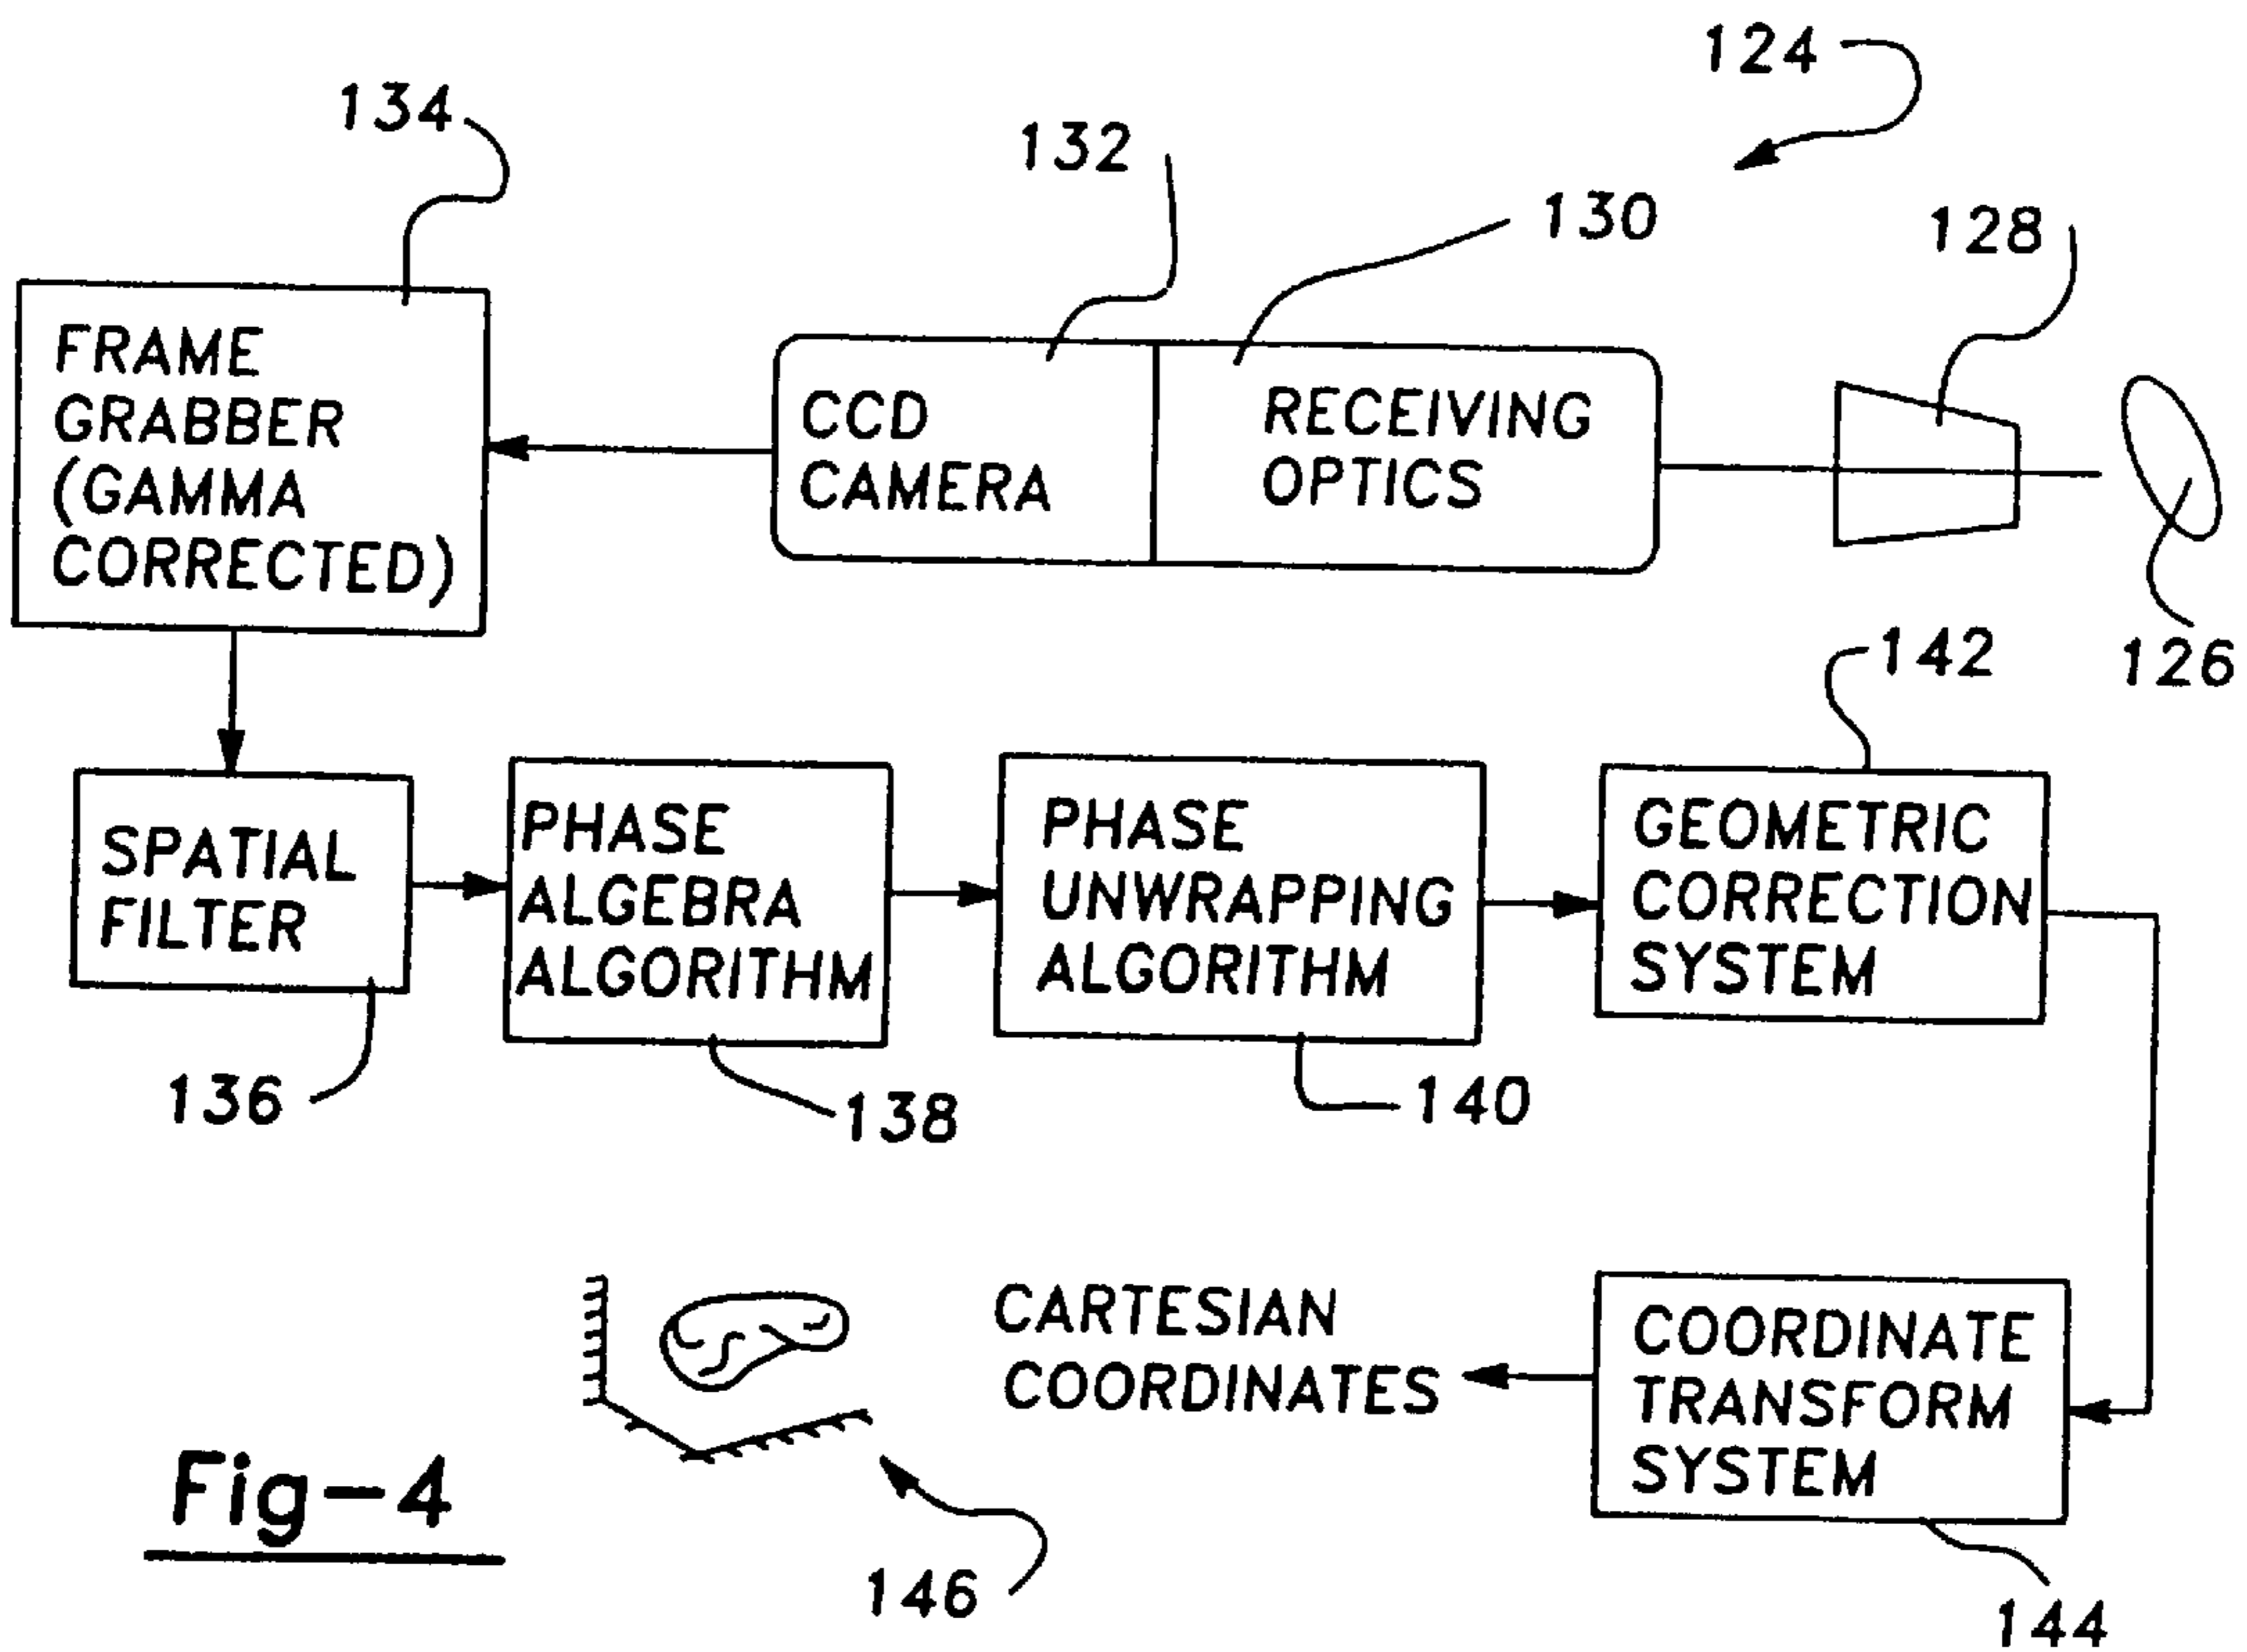 124
134
132
130
128
FRAME
GRABBER
(GAMMA
CORRECTED)
CCD
CAMERA
RECEIVING
OPTICS
126
142
SPATIAL
FILTER
PHASE
ALGEBRA
ALGORITHM
PHASE
UNWRAPPING
ALGORITHM
GEOMETRIC
CORRECTION
SYSTEM
136
138
140
CARTESIAN
COORDINATES
COORDINATE
TRANSFORM
SYSTEM
Fig-4
146
144